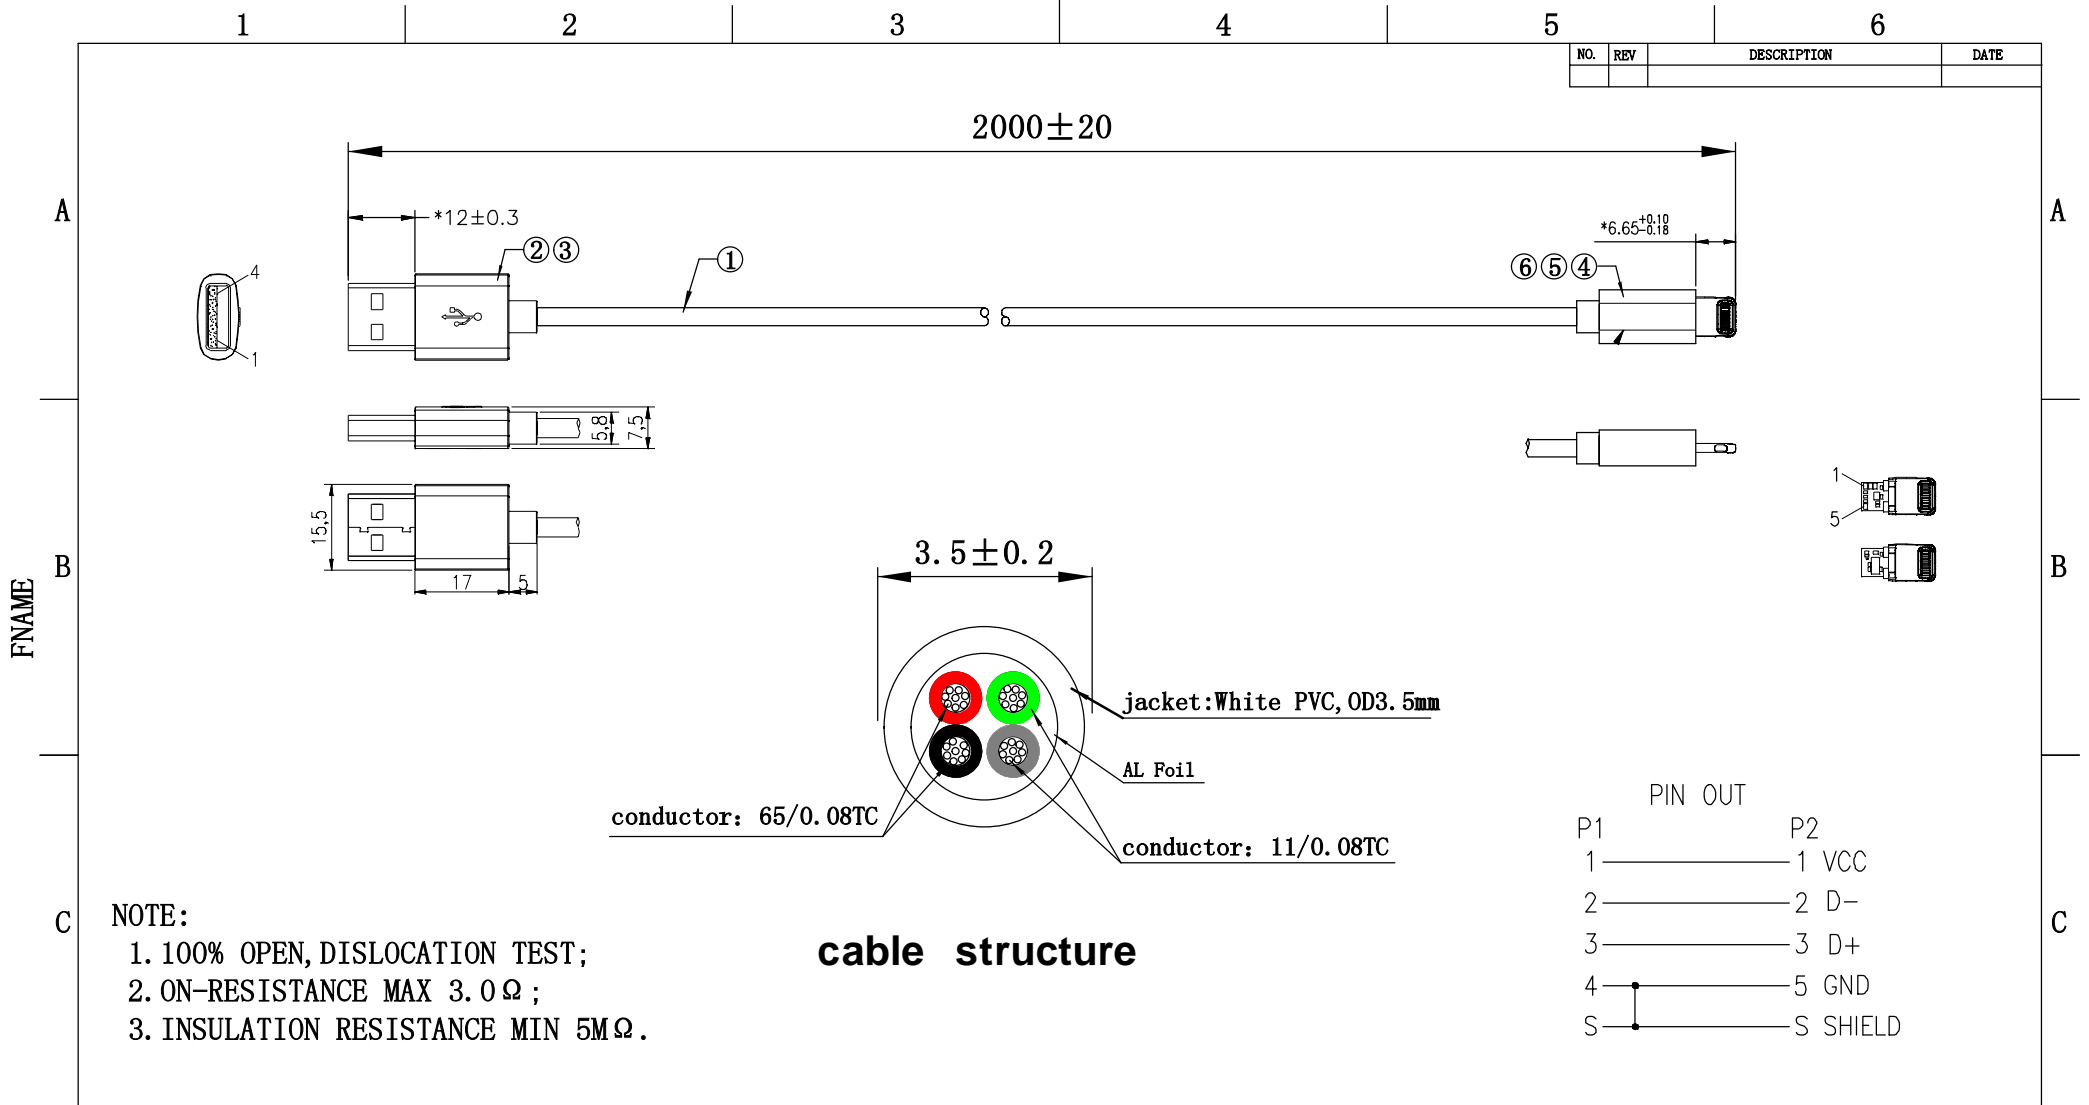 1 2 3 4 5 6
NO. REV DESCRIPTION DATE
2000±20
A A
*12±0.3
*6.65+0.10-0.18
②③
①
⑥⑤④
4
1
5,8
7,5
1
5
15,5
17
5
3.5±0.2
B B
FNAME
jacket:White PVC,OD3.5mm
AL Foil
conductor: 65/0.08TC
conductor: 11/0.08TC
PIN OUT
P1 P2
1 1 VCC
2 2 D-
3 3 D+
4 5 GND
S S SHIELD
C C
cable structure
NOTE:
1.100% OPEN,DISLOCATION TEST;
2.ON-RESISTANCE MAX 3.0Ω;
3.INSULATION RESISTANCE MIN 5MΩ.